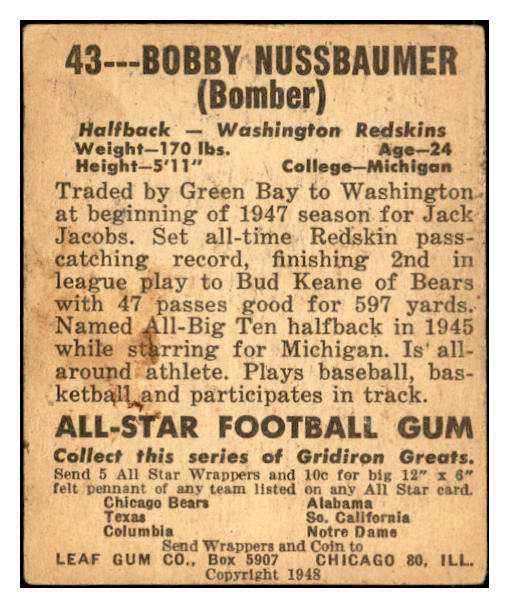 43---BOBBY NUSSBAUMER
(Bomber)
Halfback — Washington Redskins
Weight—170 lbs. Age—24
Height—5'11" College—Michigan
Traded by Green Bay to Washington
at beginning of 1947 season for Jack
Jacobs. Set all-time Redskin pass-
catching record, finishing 2nd in
league play to Bud Keane of Bears
with 47 passes good for 597 yards.
Named All-Big Ten halfback in 1945
while starring for Michigan. Is all-
around athlete. Plays baseball, bas-
ketball and participates in track.
ALL-STAR FOOTBALL GUM
Collect this series of Gridiron Greats.
Send 5 All Star Wrappers and 10c for big 12" x 6"
felt pennant of any team listed on any All Star card.
Chicago Bears Alabama
Texas So. California
Columbia Notre Dame
Send Wrappers and Coin to
LEAF GUM CO., Box 5907 CHICAGO 80, ILL.
Copyright 1948